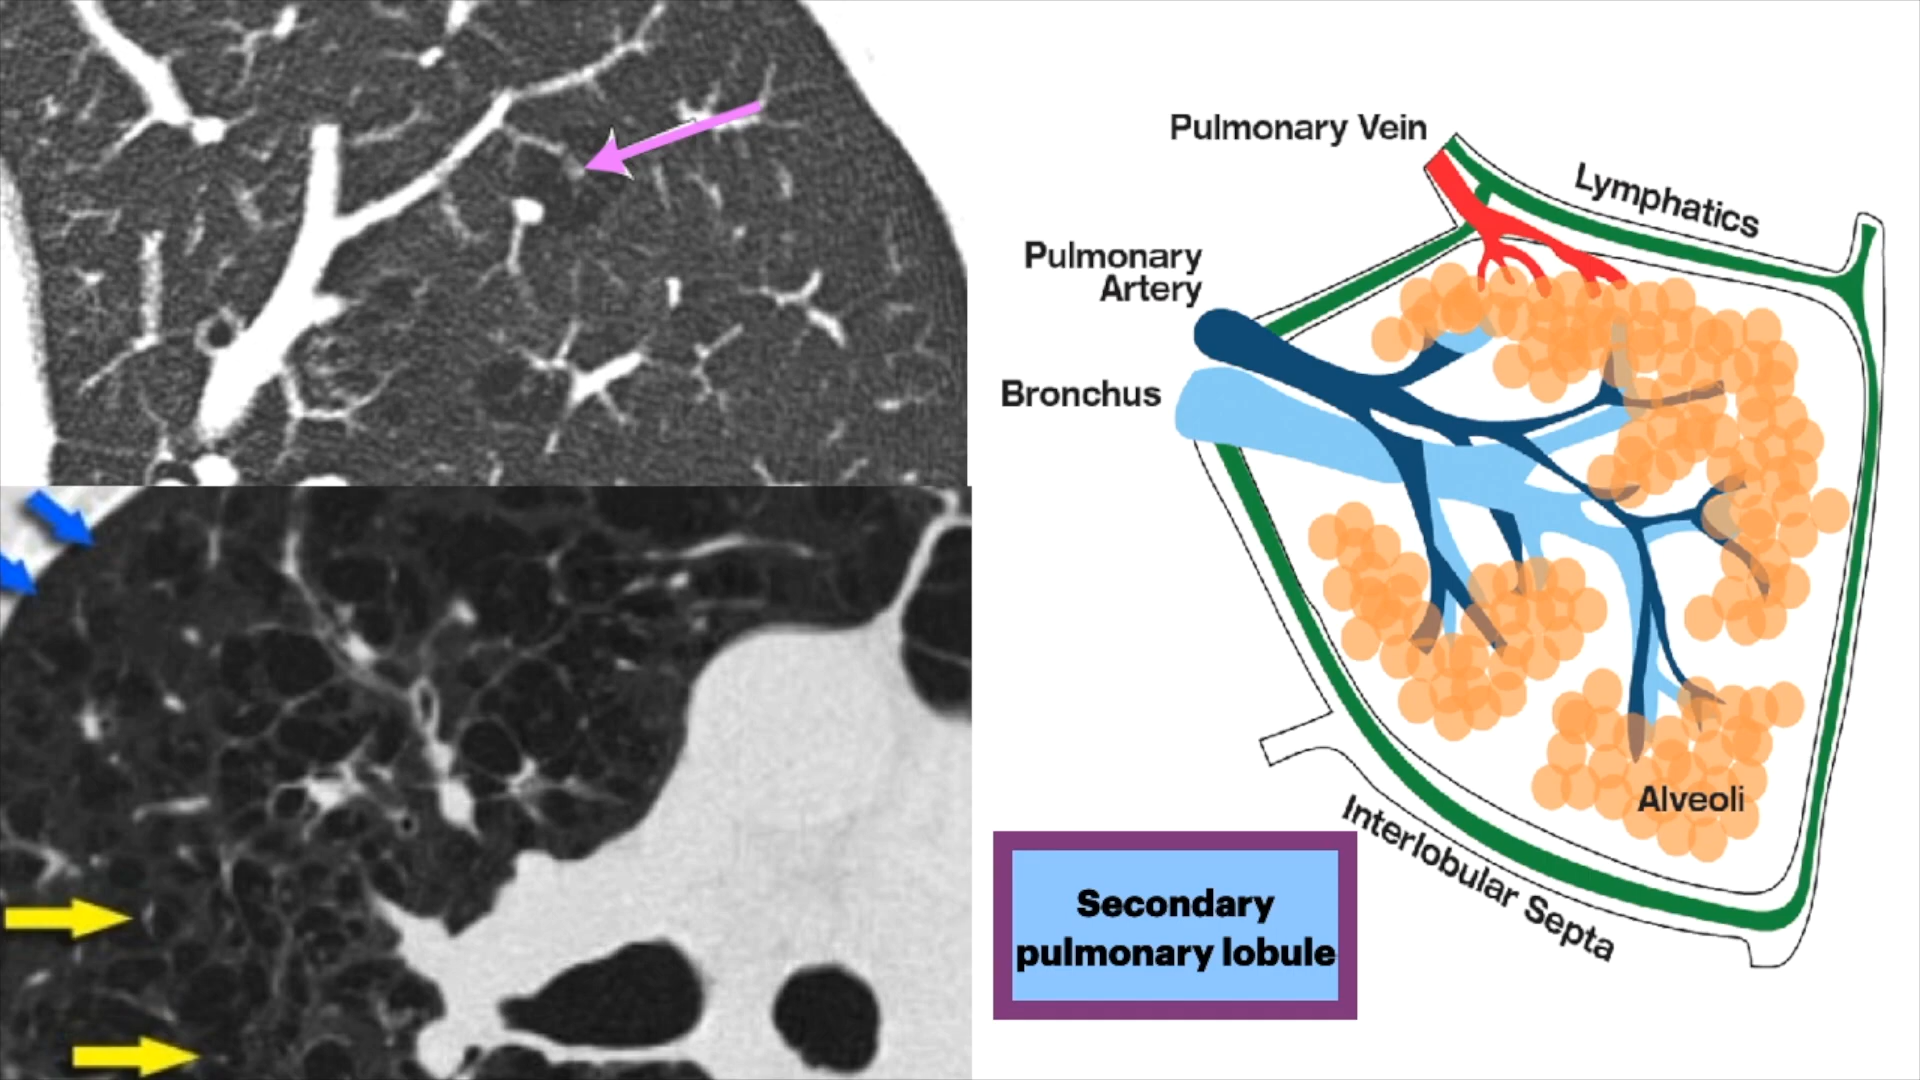 Pulmonary Vein
Lymphatics
Pulmonary
Artery
Bronchus
Alveoli
Interlobular Septa
Secondary
pulmonary lobule